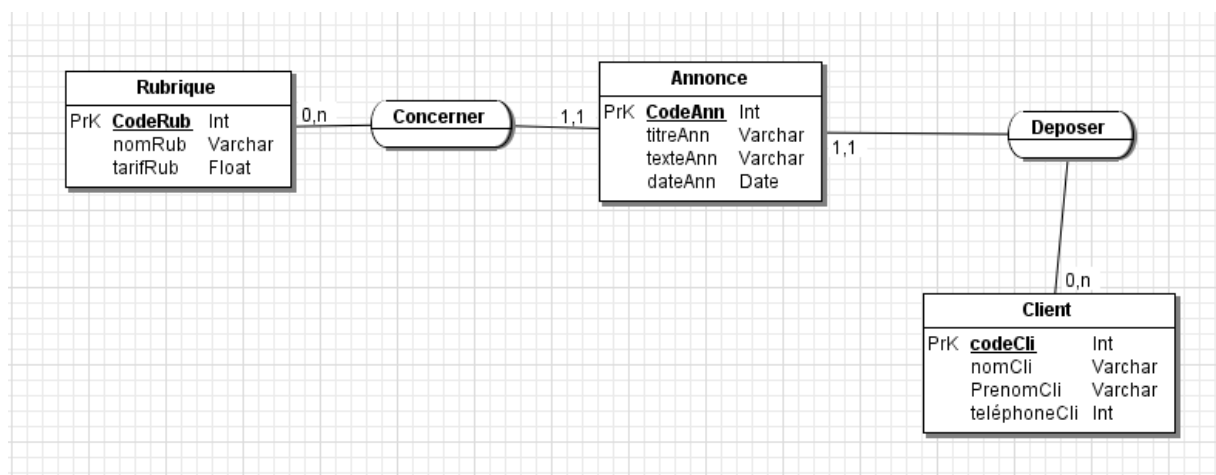 Rubrique
PrK CodeRub Int
nomRub Varchar
tarifRub Float
0,n
Concerner
1,1
Annonce
PrK CodeAnn Int
titreAnn Varchar
texteAnn Varchar
dateAnn Date
1,1
Deposer
0,n
Client
PrK codeCli Int
nomCli Varchar
PrenomCli Varchar
teléphoneCli Int